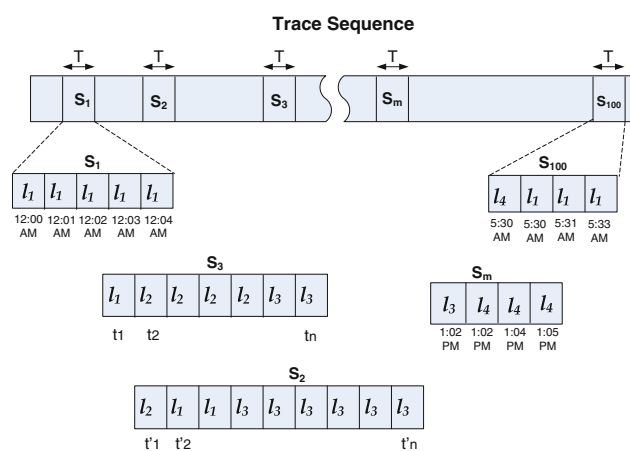 Trace Sequence
T T T T T
S1 S2 S3 Sm S100
S1
l1 l1 l1 l1 l1
12:00 AM 12:01 AM 12:02 AM 12:03 AM 12:04 AM
S100
l4 l1 l1 l1
5:30 AM 5:30 AM 5:31 AM 5:33 AM
S3
l1 l2 l2 l2 l2 l3 l3
t1 t2 tn
Sm
l3 l4 l4 l4
1:02 PM 1:02 PM 1:04 PM 1:05 PM
S2
l2 l1 l1 l3 l3 l3 l3 l3 l3
t'1 t'2 t'n